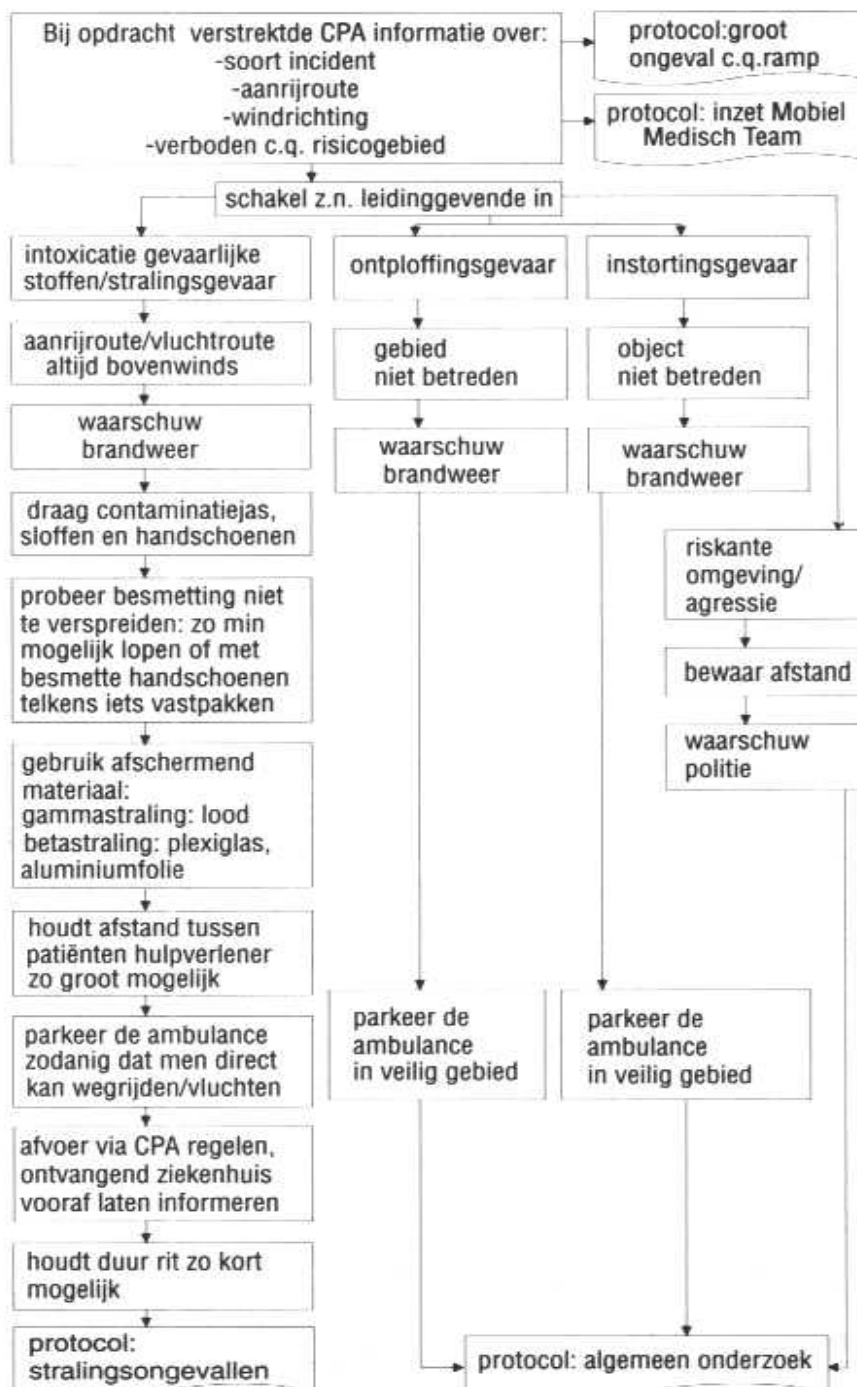 Bij opdracht verstrektde CPA informatie over:
-soort incident
-aanrijroute
-windrichting
-verboden c.q. risicogebied
protocol:groot
ongeval c.q.ramp
protocol: inzet Mobiel
Medisch Team
schakel z.n. leidinggevende in
intoxicatie gevaarlijke
stoffen/stralingsgevaar
aanrijroute/vluchtroute
altijd bovenwinds
waarschuw
brandweer
draag contaminatiejas,
sloffen en handschoenen
probeer besmetting niet
te verspreiden: zo min
mogelijk lopen of met
besmette handschoenen
telkens iets vastpakken
gebruik afschermend
materiaal:
gammastraling: lood
betastraling: plexiglas,
aluminiumfolie
houdt afstand tussen
patiënten hulpverlener
zo groot mogelijk
parkeer de ambulance
zodanig dat men direct
kan wegrijden/vluchten
afvoer via CPA regelen,
ontvangend ziekenhuis
vooraf laten informeren
houdt duur rit zo kort
mogelijk
protocol:
stralingsongevallen
ontploffingsgevaar
gebied
niet betreden
waarschuw
brandweer
parkeer de
ambulance
in veilig gebied
instortingsgevaar
object
niet betreden
waarschuw
brandweer
parkeer de
ambulance
in veilig gebied
riskante
omgeving/
agressie
bewaar afstand
waarschuw
politie
protocol: algemeen onderzoek